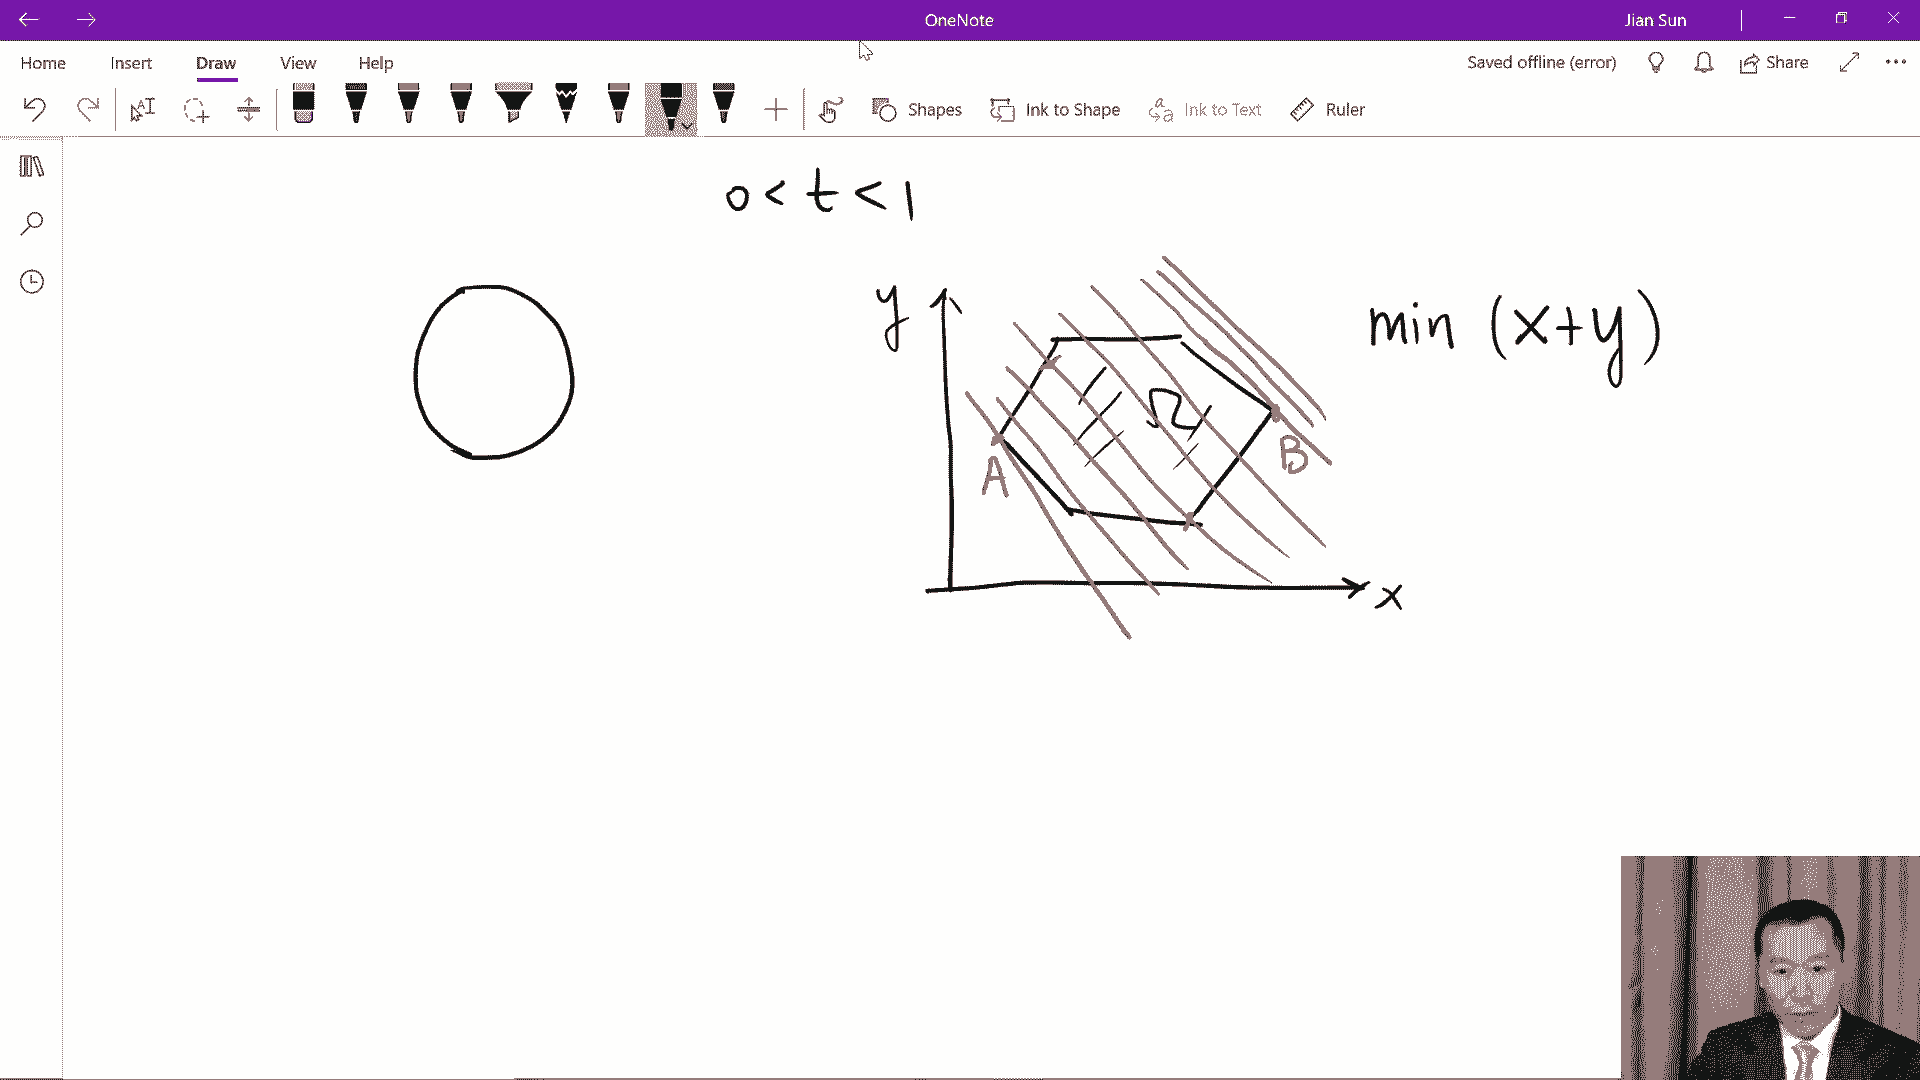 OneNote
Jian Sun
Home Insert Draw View Help
Saved offline (error)
Share
Shapes
Ink to Shape
Ink to Text
Ruler
0 < t < 1
y
min (x+y)
Ω
A
B
x